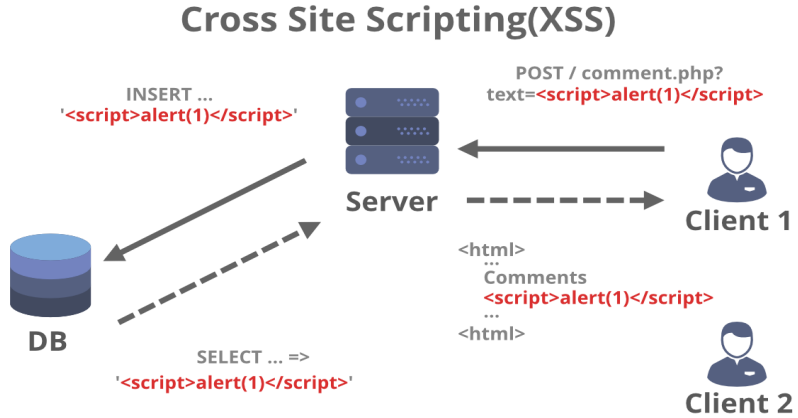 Cross Site Scripting(XSS)
INSERT ...
'<script>alert(1)</script>'
POST / comment.php?
text=<script>alert(1)</script>
Server
Client 1
<html>
...
Comments
<script>alert(1)</script>
...
<html>
DB
SELECT ... =>
'<script>alert(1)</script>'
Client 2